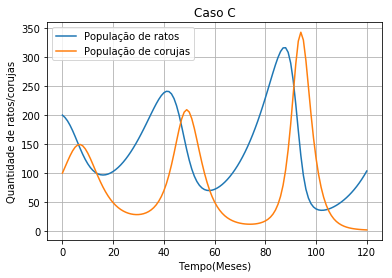 Caso C
População de ratos
População de corujas
Quantidade de ratos/corujas
350
300
250
200
150
100
50
0
0 20 40 60 80 100 120
Tempo(Meses)